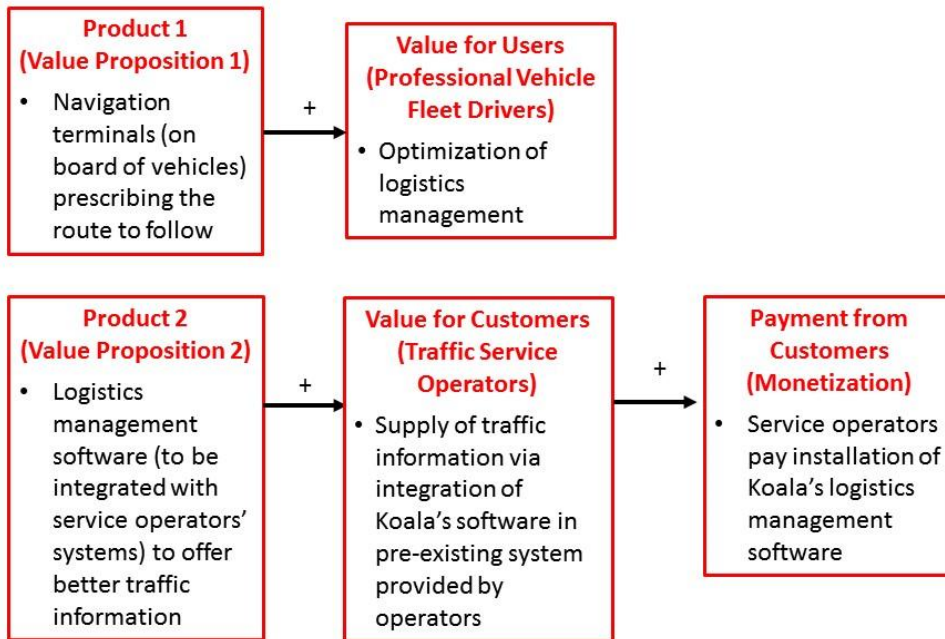 Product 1
(Value Proposition 1)
• Navigation
terminals (on
board of vehicles)
prescribing the
route to follow
+
Value for Users
(Professional Vehicle
Fleet Drivers)
• Optimization of
logistics
management
Product 2
(Value Proposition 2)
• Logistics
management
software (to be
integrated with
service operators’
systems) to offer
better traffic
information
+
Value for Customers
(Traffic Service
Operators)
• Supply of traffic
information via
integration of
Koala’s software in
pre-existing system
provided by
operators
+
Payment from
Customers
(Monetization)
• Service operators
pay installation of
Koala’s logistics
management
software